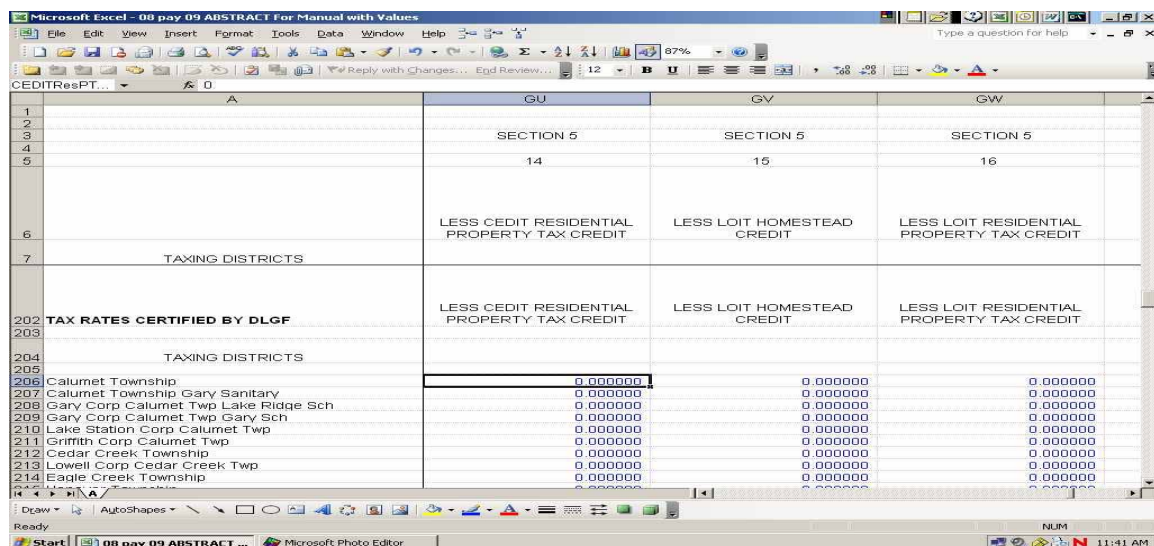 Microsoft Excel - 08 pay 09 ABSTRACT For Manual with Values
File Edit View Insert Format Tools Data Window Help Type a question for help
87%
Reply with Changes... End Review... 12 B U
CEDITResPT... fx 0
A GU GV GW
1
2
3 SECTION 5 SECTION 5 SECTION 5
4
5 14 15 16
LESS CEDIT RESIDENTIAL LESS LOIT HOMESTEAD LESS LOIT RESIDENTIAL
6 PROPERTY TAX CREDIT CREDIT PROPERTY TAX CREDIT
7 TAXING DISTRICTS
LESS CEDIT RESIDENTIAL LESS LOIT HOMESTEAD LESS LOIT RESIDENTIAL
202 TAX RATES CERTIFIED BY DLGF PROPERTY TAX CREDIT CREDIT PROPERTY TAX CREDIT
203
204 TAXING DISTRICTS
205
206 Calumet Township 0.000000 0.000000 0.000000
207 Calumet Township Gary Sanitary 0.000000 0.000000 0.000000
208 Gary Corp Calumet Twp Lake Ridge Sch 0.000000 0.000000 0.000000
209 Gary Corp Calumet Twp Gary Sch 0.000000 0.000000 0.000000
210 Lake Station Corp Calumet Twp 0.000000 0.000000 0.000000
211 Griffith Corp Calumet Twp 0.000000 0.000000 0.000000
212 Cedar Creek Township 0.000000 0.000000 0.000000
213 Lowell Corp Cedar Creek Twp 0.000000 0.000000 0.000000
214 Eagle Creek Township 0.000000 0.000000 0.000000
A
Draw AutoShapes
Ready NUM
Start 08 pay 09 ABSTRACT ... Microsoft Photo Editor 11:41 AM